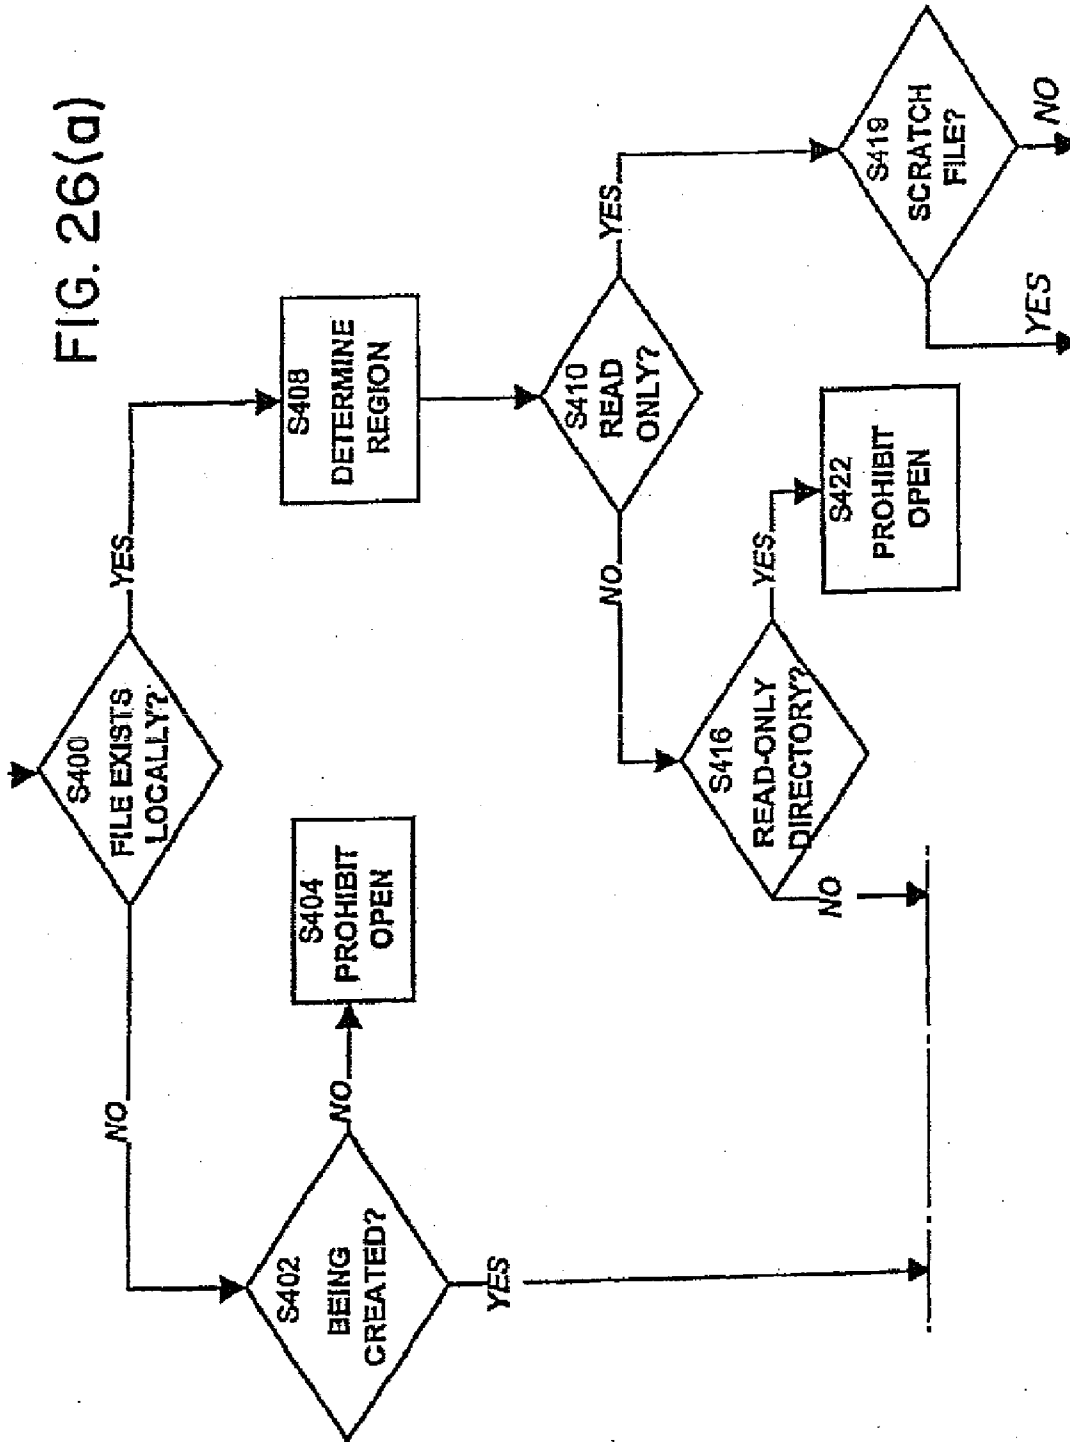 FIG. 26(a)
S400
FILE EXISTS
LOCALLY?
NO
YES
S402
BEING
CREATED?
NO
YES
S404
PROHIBIT
OPEN
S408
DETERMINE
REGION
S410
READ
ONLY?
NO
YES
S416
READ-ONLY
DIRECTORY?
NO
YES
S422
PROHIBIT
OPEN
S419
SCRATCH
FILE?
YES
NO